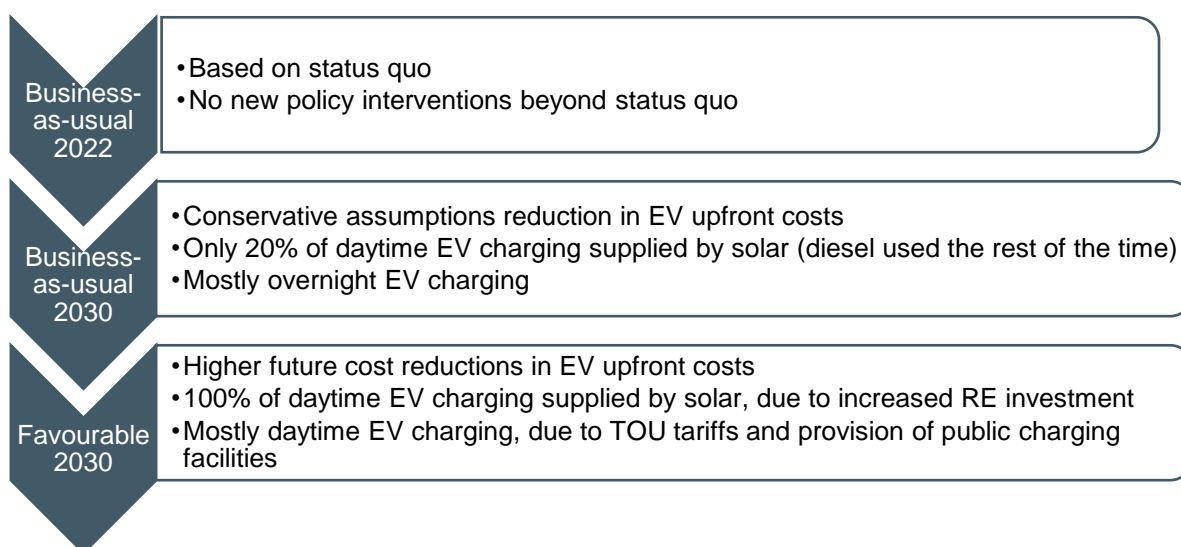 Business-
as-usual
2022
•Based on status quo
•No new policy interventions beyond status quo
Business-
as-usual
2030
•Conservative assumptions reduction in EV upfront costs
•Only 20% of daytime EV charging supplied by solar (diesel used the rest of the time)
•Mostly overnight EV charging
Favourable
2030
•Higher future cost reductions in EV upfront costs
•100% of daytime EV charging supplied by solar, due to increased RE investment
•Mostly daytime EV charging, due to TOU tariffs and provision of public charging
facilities